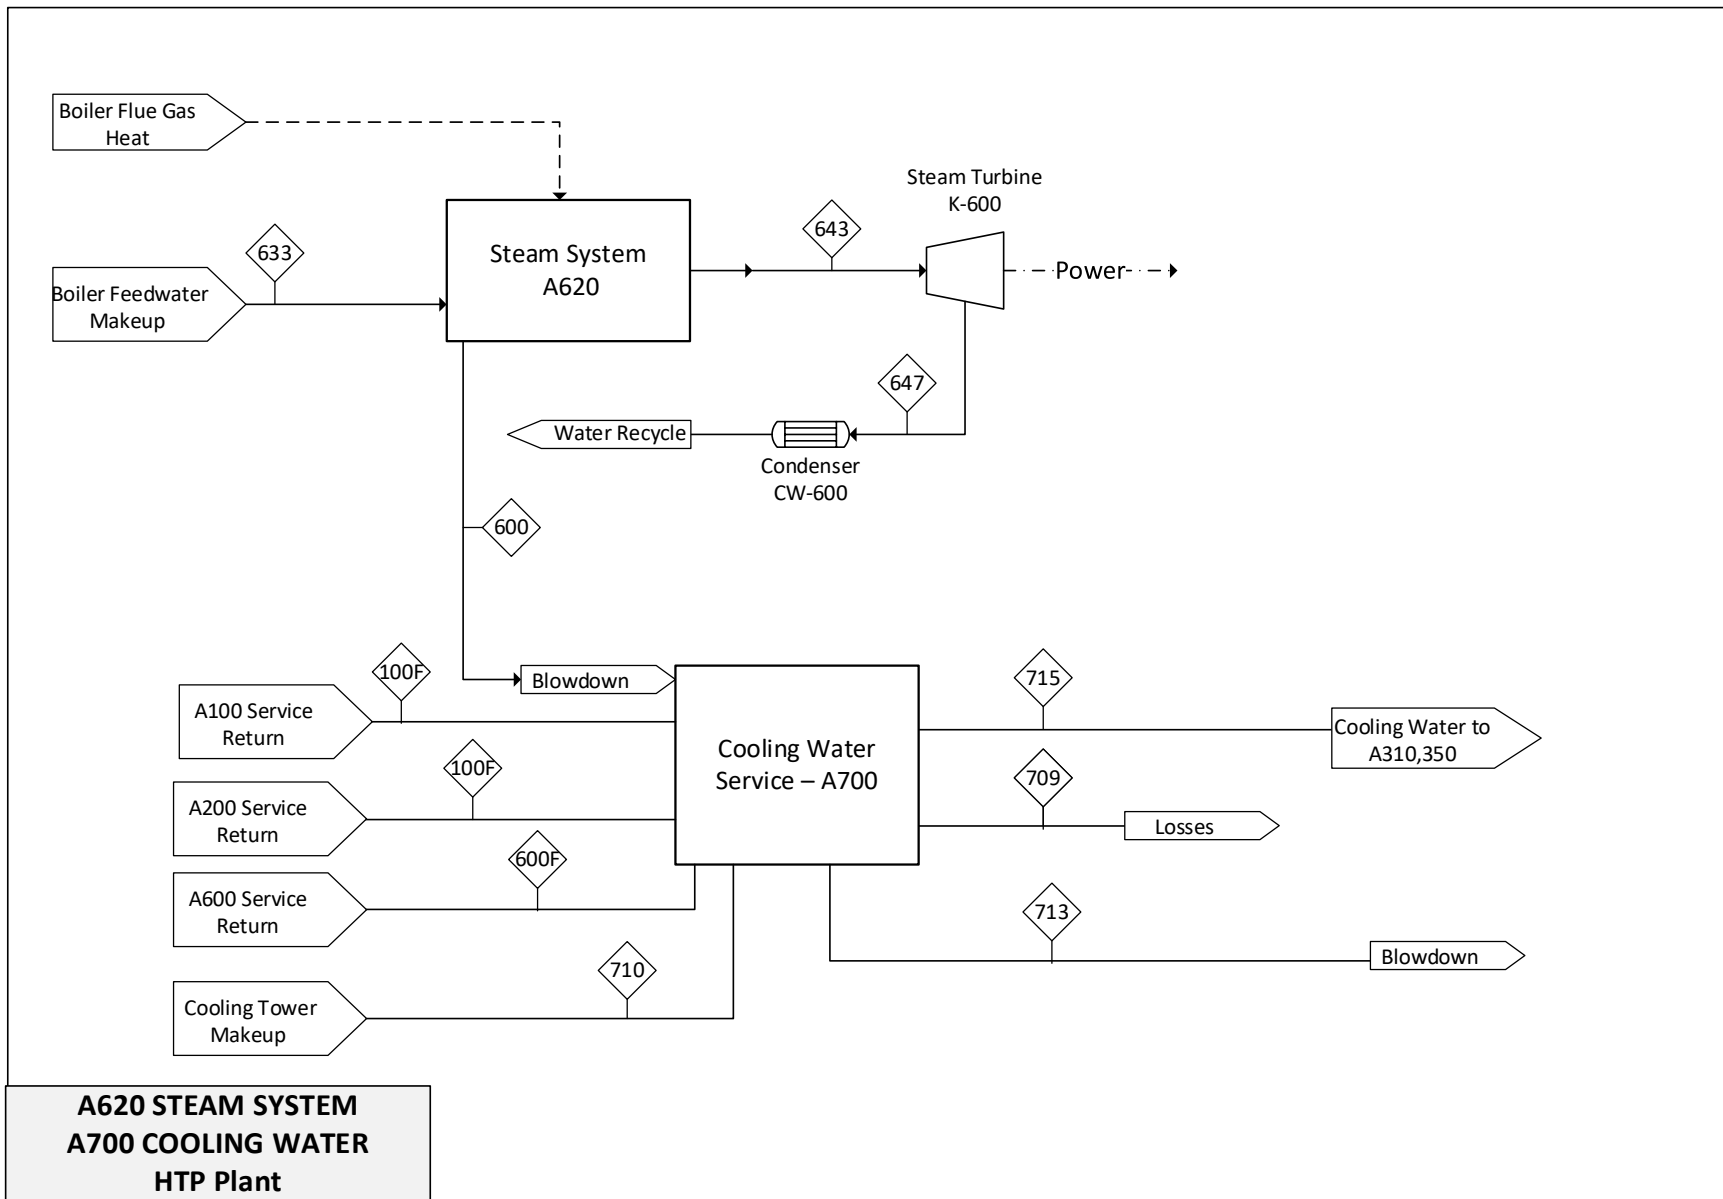 Boiler Flue Gas
Heat
Steam Turbine
K-600
633
643
Steam System
A620
Power
Boiler Feedwater
Makeup
647
Water Recycle
Condenser
CW-600
600
100F
Blowdown
715
A100 Service
Return
Cooling Water to
A310,350
Cooling Water
Service – A700
100F
709
A200 Service
Return
Losses
600F
A600 Service
Return
713
Blowdown
710
Cooling Tower
Makeup
A620 STEAM SYSTEM
A700 COOLING WATER
HTP Plant